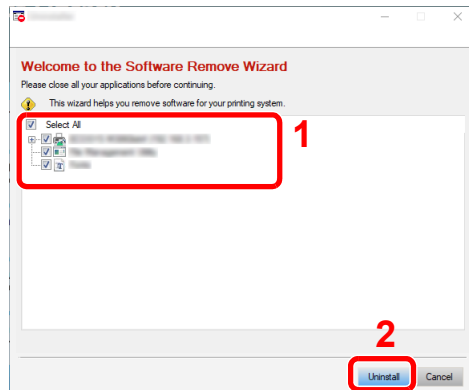 Welcome to the Software Remove Wizard
Please close all your applications before continuing.
This wizard helps you remove software for your printing system.
Select All
1
2
Uninstall
Cancel